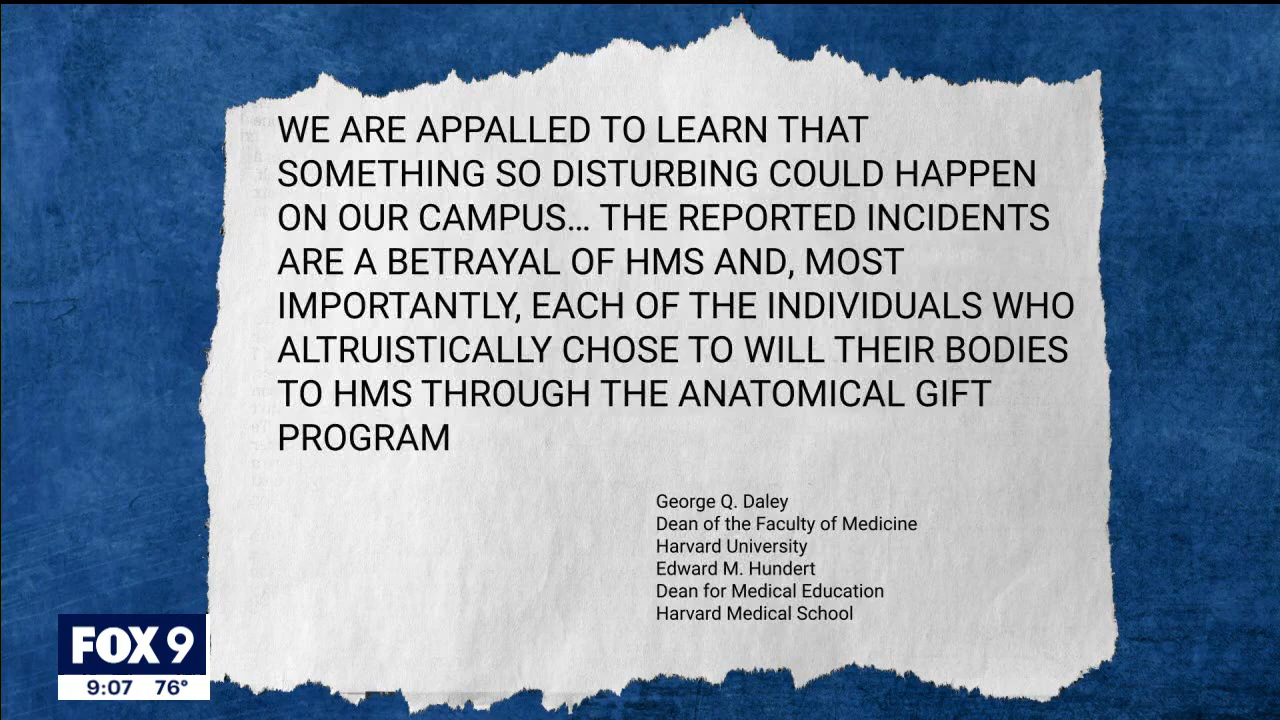 WE ARE APPALLED TO LEARN THAT
SOMETHING SO DISTURBING COULD HAPPEN
ON OUR CAMPUS... THE REPORTED INCIDENTS
ARE A BETRAYAL OF HMS AND, MOST
IMPORTANTLY, EACH OF THE INDIVIDUALS WHO
ALTRUISTICALLY CHOSE TO WILL THEIR BODIES
TO HMS THROUGH THE ANATOMICAL GIFT
PROGRAM
George Q. Daley
Dean of the Faculty of Medicine
Harvard University
Edward M. Hundert
Dean for Medical Education
Harvard Medical School
FOX 9
9:07 76°